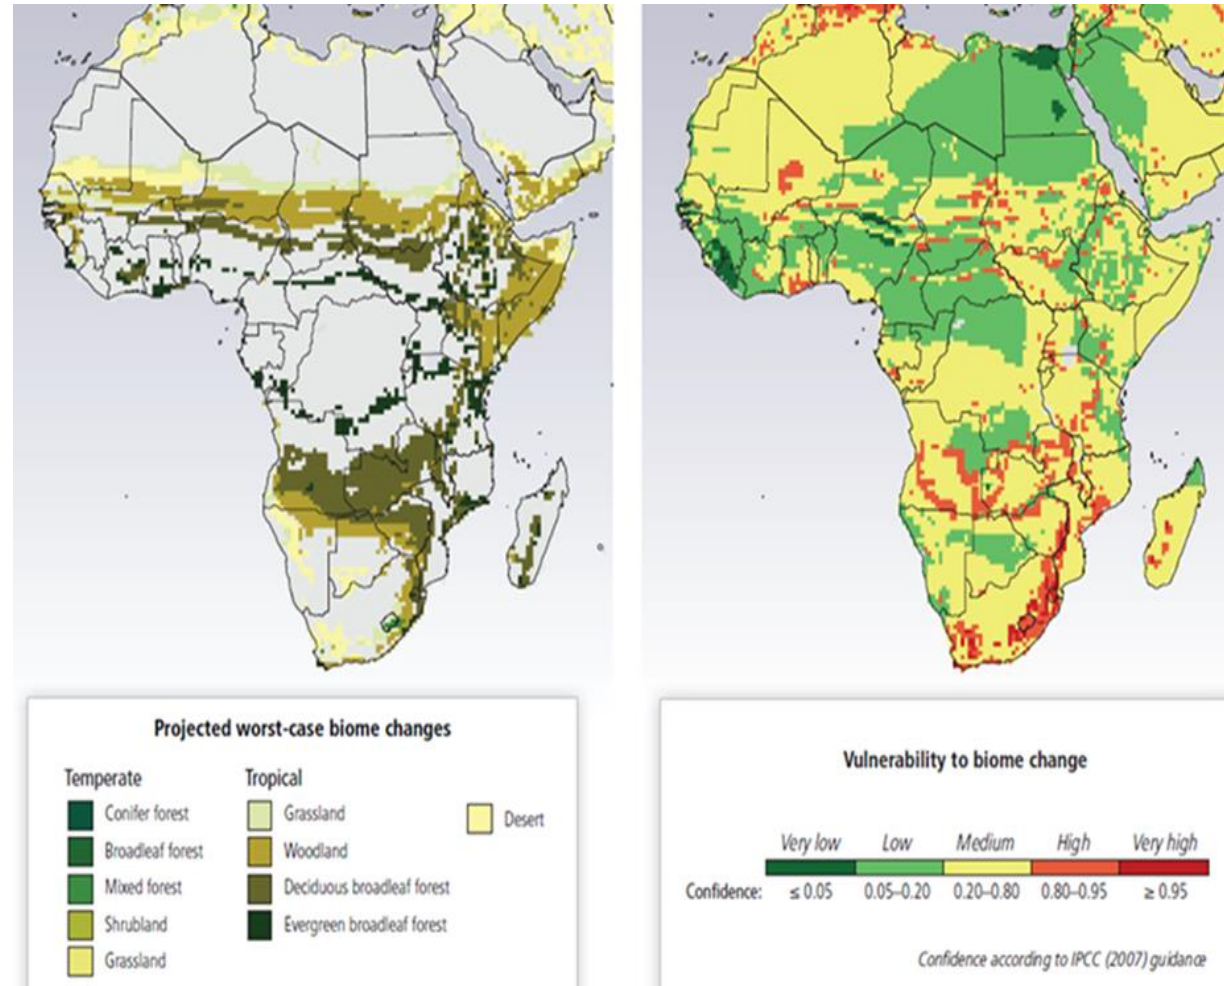 Projected worst-case biome changes
Temperate
Tropical
Conifer forest
Grassland
Desert
Broadleaf forest
Woodland
Mixed forest
Deciduous broadleaf forest
Shrubland
Evergreen broadleaf forest
Grassland
Vulnerability to biome change
Very low Low Medium High Very high
Confidence: ≤ 0.05 0.05–0.20 0.20–0.80 0.80–0.95 ≥ 0.95
Confidence according to IPCC (2007) guidance